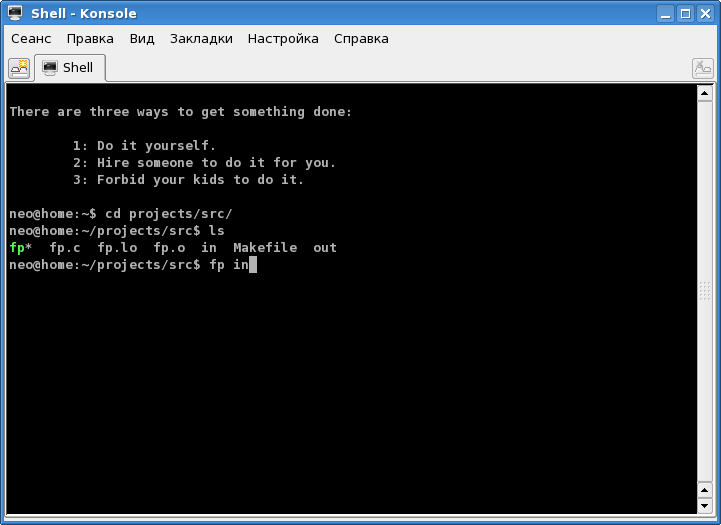 Shell - Konsole
Сеанс Правка Вид Закладки Настройка Справка
Shell
There are three ways to get something done:
1: Do it yourself.
2: Hire someone to do it for you.
3: Forbid your kids to do it.
neo@home:~$ cd projects/src/
neo@home:~/projects/src$ ls
fp* fp.c fp.lo fp.o in Makefile out
neo@home:~/projects/src$ fp in